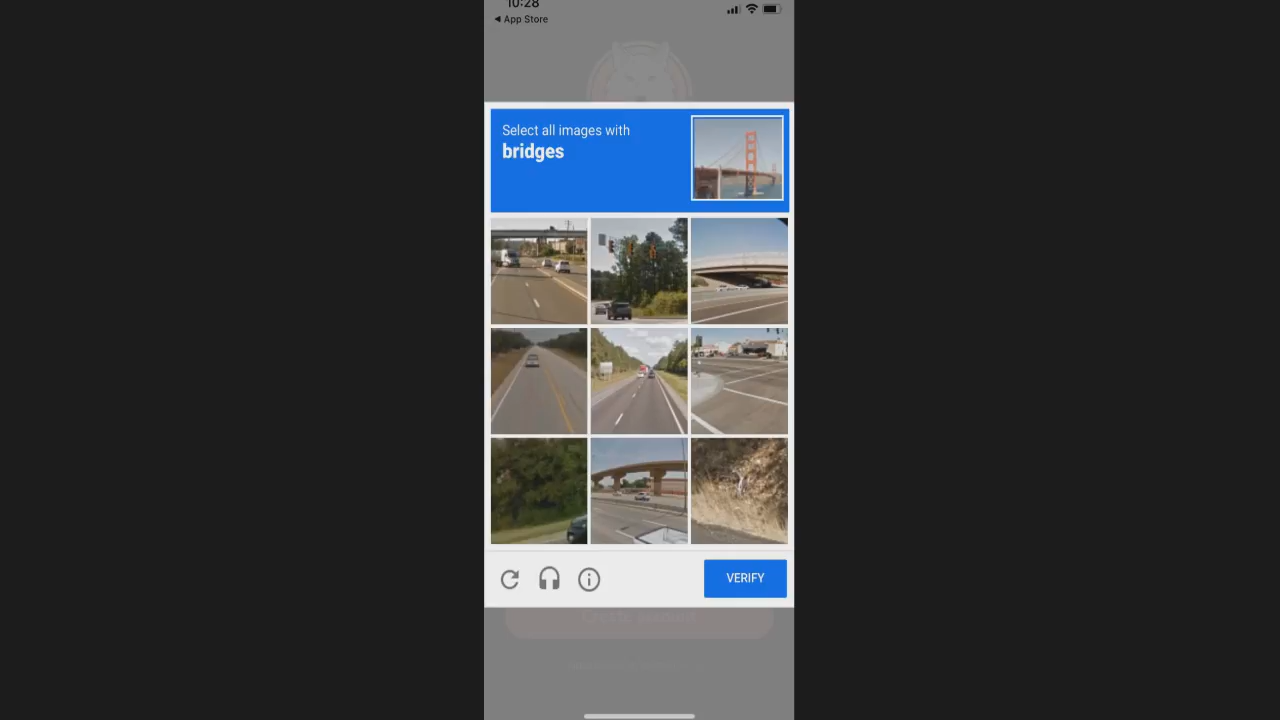 10:28
App Store
Select all images with
bridges
VERIFY